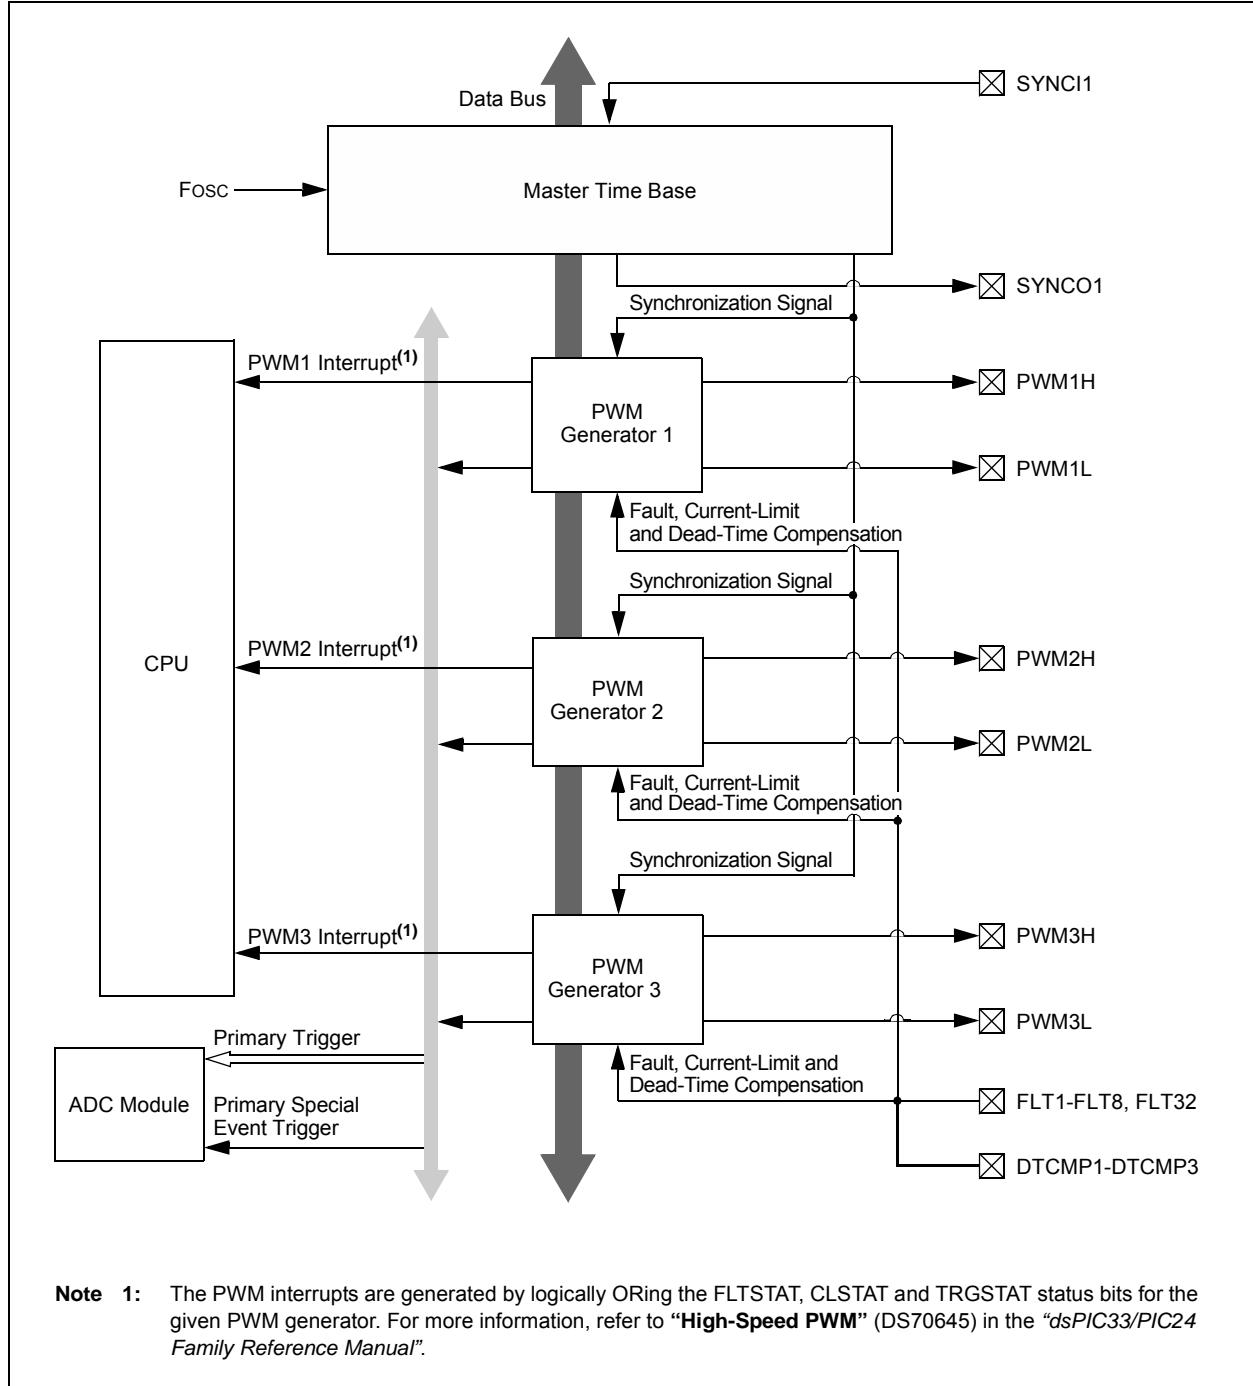 Data Bus
SYNCI1
FOSC
Master Time Base
SYNCO1
Synchronization Signal
PWM1 Interrupt(1)
PWM1H
PWM
Generator 1
PWM1L
Fault, Current-Limit
and Dead-Time Compensation
Synchronization Signal
CPU
PWM2 Interrupt(1)
PWM2H
PWM
Generator 2
PWM2L
Fault, Current-Limit
and Dead-Time Compensation
Synchronization Signal
PWM3 Interrupt(1)
PWM3H
PWM
Generator 3
PWM3L
Primary Trigger
Fault, Current-Limit and
Dead-Time Compensation
ADC Module
Primary Special
Event Trigger
FLT1-FLT8, FLT32
DTCMP1-DTCMP3
Note 1: The PWM interrupts are generated by logically ORing the FLTSTAT, CLSTAT and TRGSTAT status bits for the
given PWM generator. For more information, refer to “High-Speed PWM” (DS70645) in the “dsPIC33/PIC24
Family Reference Manual”.